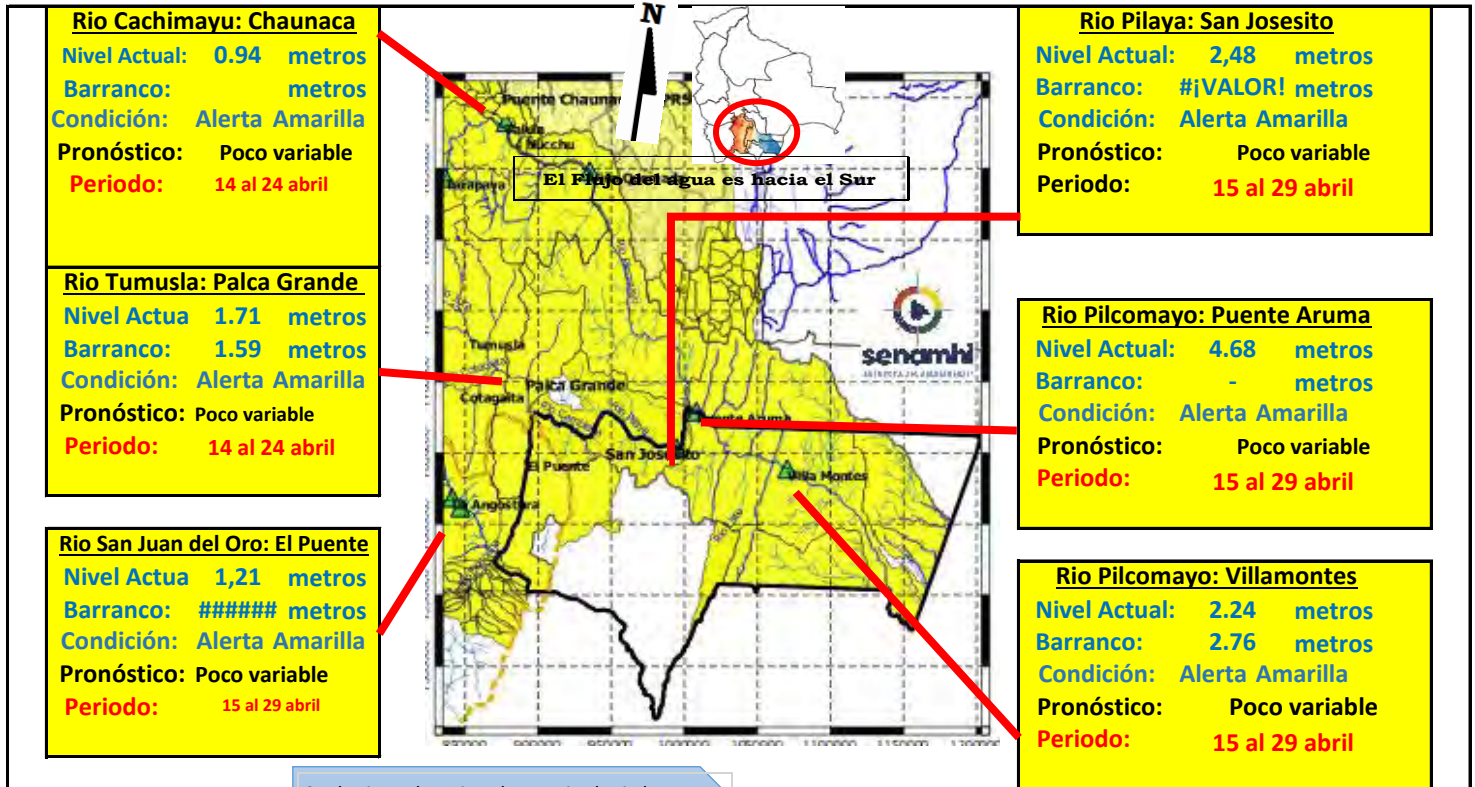 Rio Cachimayu: Chaunaca
Nivel Actual: 0.94 metros
Barranco: metros
Condición: Alerta Amarilla
Pronóstico: Poco variable
Periodo: 14 al 24 abril
Rio Tumusla: Palca Grande
Nivel Actua 1.71 metros
Barranco: 1.59 metros
Condición: Alerta Amarilla
Pronóstico: Poco variable
Periodo: 14 al 24 abril
Rio San Juan del Oro: El Puente
Nivel Actua 1,21 metros
Barranco: ###### metros
Condición: Alerta Amarilla
Pronóstico: Poco variable
Periodo: 15 al 29 abril
N
Puente Chaunaca
Nucchu
El Flujo del agua es hacia el Sur
Tarapaya
Tumusla
Palca Grande
Cotagaita
Puente Aruma
San Josesito
El Puente
Villa Montes
Angostura
senamhi
900000
950000
1000000
1050000
1100000
1150000
Rio Pilaya: San Josesito
Nivel Actual: 2,48 metros
Barranco: #¡VALOR! metros
Condición: Alerta Amarilla
Pronóstico: Poco variable
Periodo: 15 al 29 abril
Rio Pilcomayo: Puente Aruma
Nivel Actual: 4.68 metros
Barranco: - metros
Condición: Alerta Amarilla
Pronóstico: Poco variable
Periodo: 15 al 29 abril
Rio Pilcomayo: Villamontes
Nivel Actual: 2.24 metros
Barranco: 2.76 metros
Condición: Alerta Amarilla
Pronóstico: Poco variable
Periodo: 15 al 29 abril